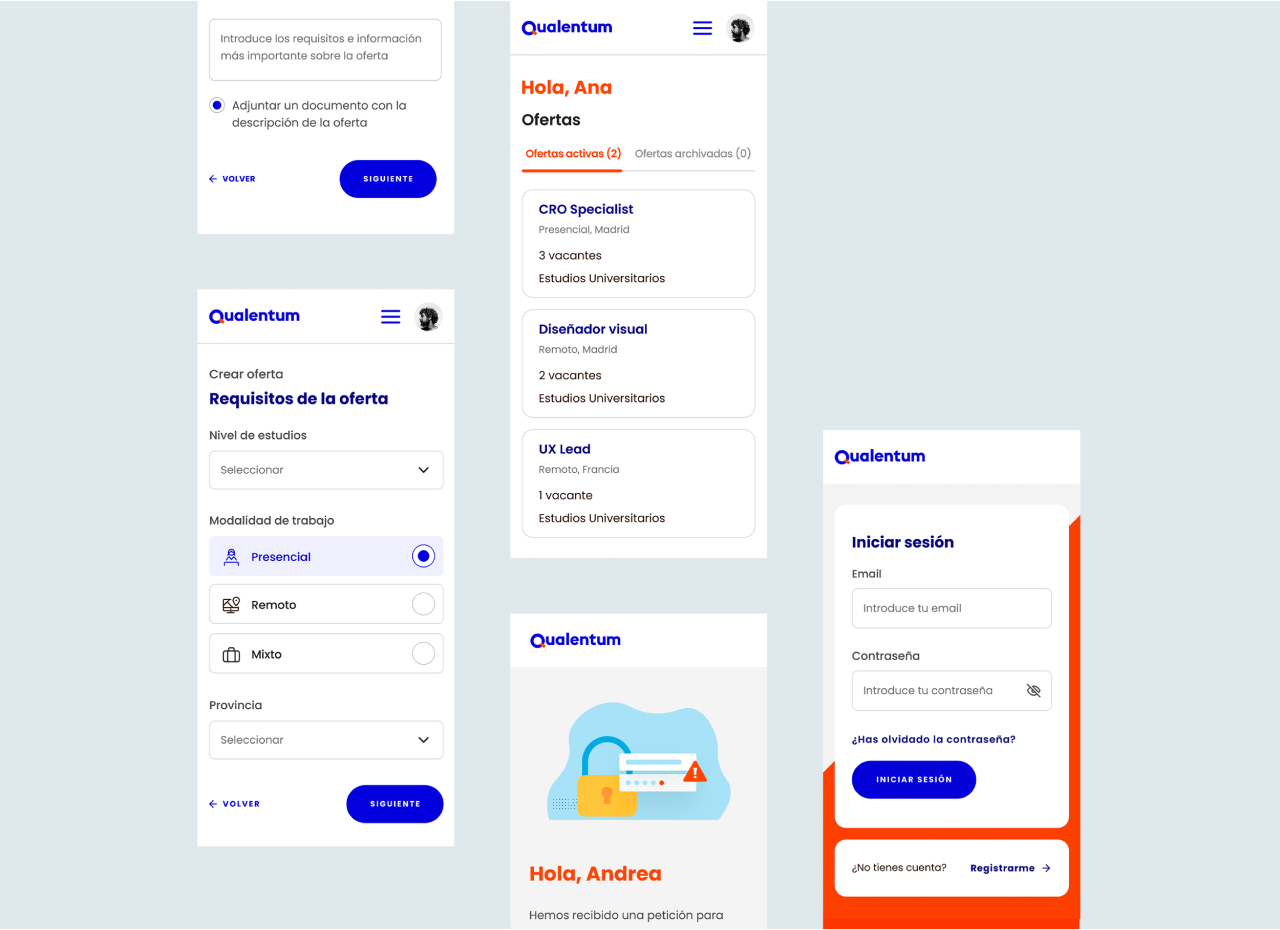 Introduce los requisitos e información
más importante sobre la oferta
Adjuntar un documento con la
descripción de la oferta
VOLVER
SIGUIENTE
Qualentum
Crear oferta
Requisitos de la oferta
Nivel de estudios
Seleccionar
Modalidad de trabajo
Presencial
Remoto
Mixto
Provincia
Seleccionar
VOLVER
SIGUIENTE
Qualentum
Hola, Ana
Ofertas
Ofertas activas (2)
Ofertas archivadas (0)
CRO Specialist
Presencial, Madrid
3 vacantes
Estudios Universitarios
Diseñador visual
Remoto, Madrid
2 vacantes
Estudios Universitarios
UX Lead
Remoto, Francia
1 vacante
Estudios Universitarios
Qualentum
Hola, Andrea
Hemos recibido una petición para
Qualentum
Iniciar sesión
Email
Introduce tu email
Contraseña
Introduce tu contraseña
¿Has olvidado la contraseña?
INICIAR SESIÓN
¿No tienes cuenta?
Registrarme